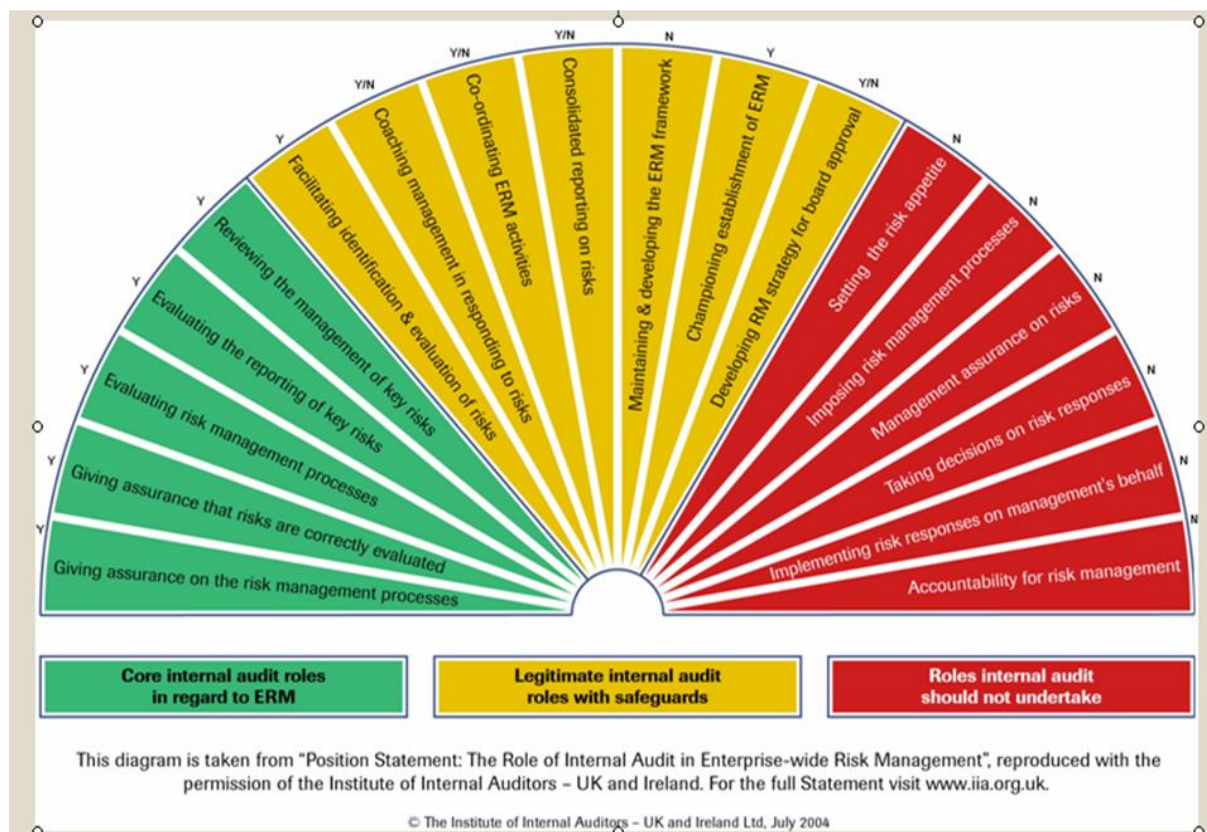 Y
Giving assurance on the risk management processes
Y
Giving assurance that risks are correctly evaluated
Y
Evaluating risk management processes
Y
Evaluating the reporting of key risks
Y
Reviewing the management of key risks
Y
Facilitating identification & evaluation of risks
Y/N
Coaching management in responding to risks
Y/N
Co-ordinating ERM activities
Y/N
Consolidated reporting on risks
N
Maintaining & developing the ERM framework
Y
Championing establishment of ERM
Y/N
Developing RM strategy for board approval
N
Setting the risk appetite
N
Imposing risk management processes
N
Management assurance on risks
N
Taking decisions on risk responses
N
Implementing risk responses on management's behalf
N
Accountability for risk management
Core internal audit roles
in regard to ERM
Legitimate internal audit
roles with safeguards
Roles internal audit
should not undertake
This diagram is taken from “Position Statement: The Role of Internal Audit in Enterprise-wide Risk Management”, reproduced with the
permission of the Institute of Internal Auditors – UK and Ireland. For the full Statement visit www.iia.org.uk.
© The Institute of Internal Auditors – UK and Ireland Ltd, July 2004